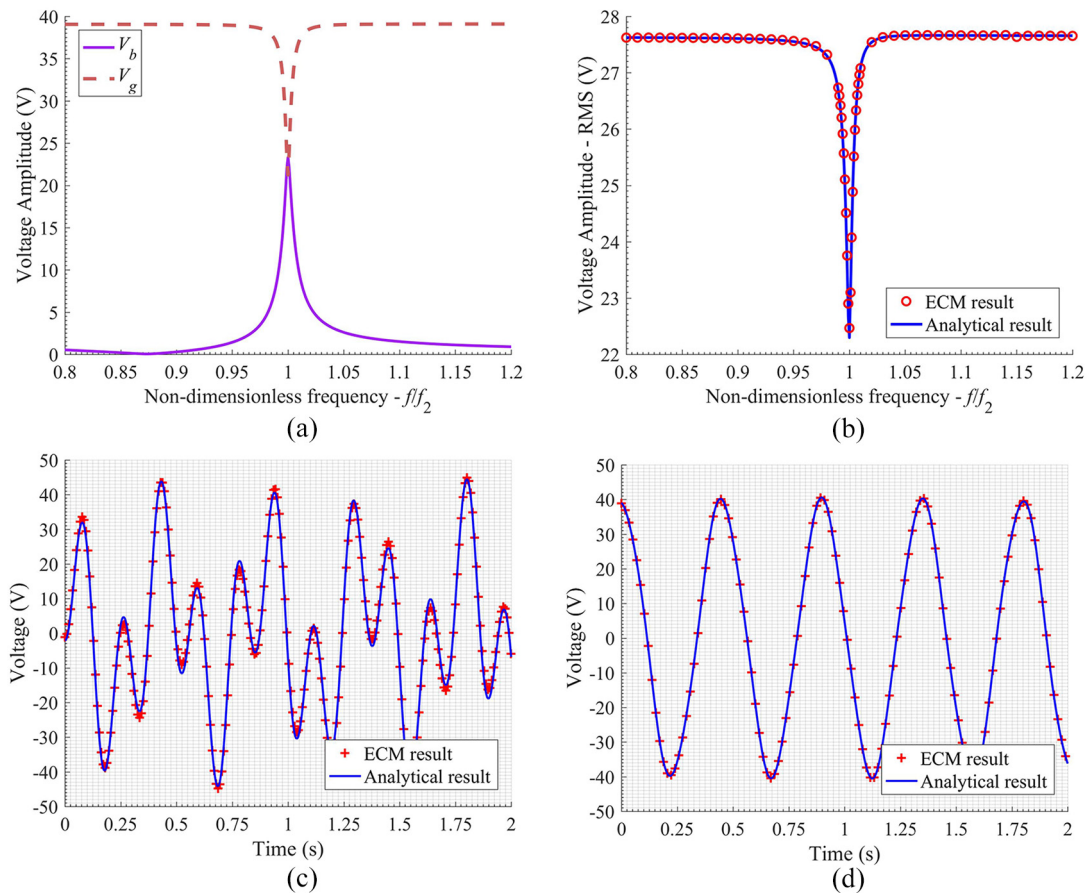 40
35
30
25
20
15
10
5
0
Voltage Amplitude (V)
V_b
V_g
0.8 0.85 0.9 0.95 1 1.05 1.1 1.15 1.2
Non-dimensionless frequency - f/f_2
(a)
28
27
26
25
24
23
22
Voltage Amplitude - RMS (V)
ECM result
Analytical result
0.8 0.85 0.9 0.95 1 1.05 1.1 1.15 1.2
Non-dimensionless frequency - f/f_2
(b)
50
40
30
20
10
0
-10
-20
-30
-40
-50
Voltage (V)
ECM result
Analytical result
0 0.25 0.5 0.75 1 1.25 1.5 1.75 2
Time (s)
(c)
50
40
30
20
10
0
-10
-20
-30
-40
-50
Voltage (V)
ECM result
Analytical result
0 0.25 0.5 0.75 1 1.25 1.5 1.75 2
Time (s)
(d)